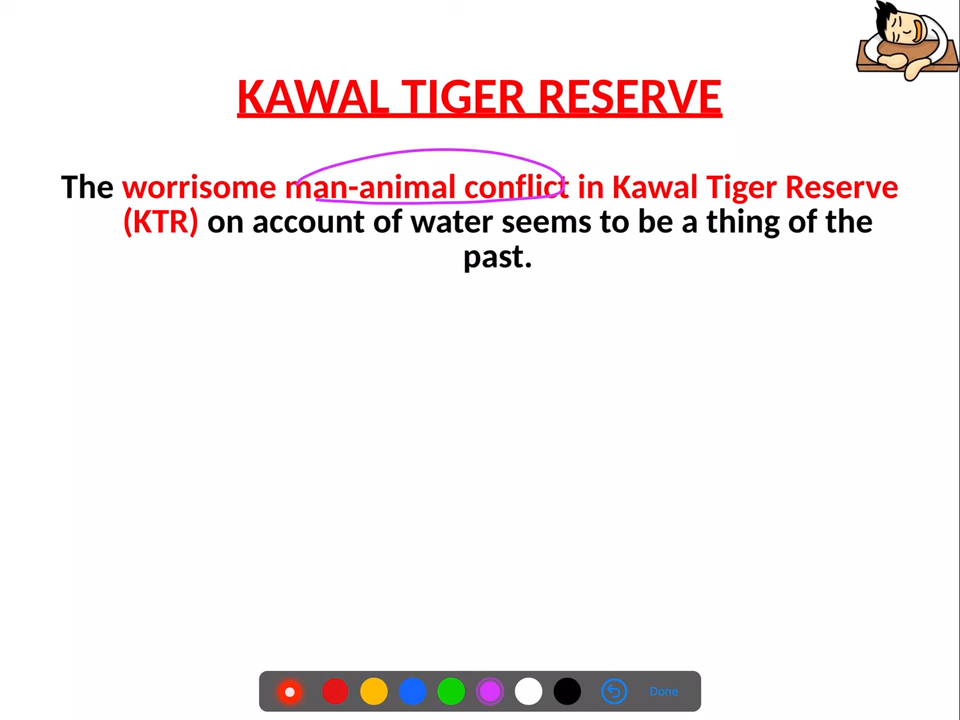 KAWAL TIGER RESERVE
The worrisome man-animal conflict in Kawal Tiger Reserve
(KTR) on account of water seems to be a thing of the
past.
Done